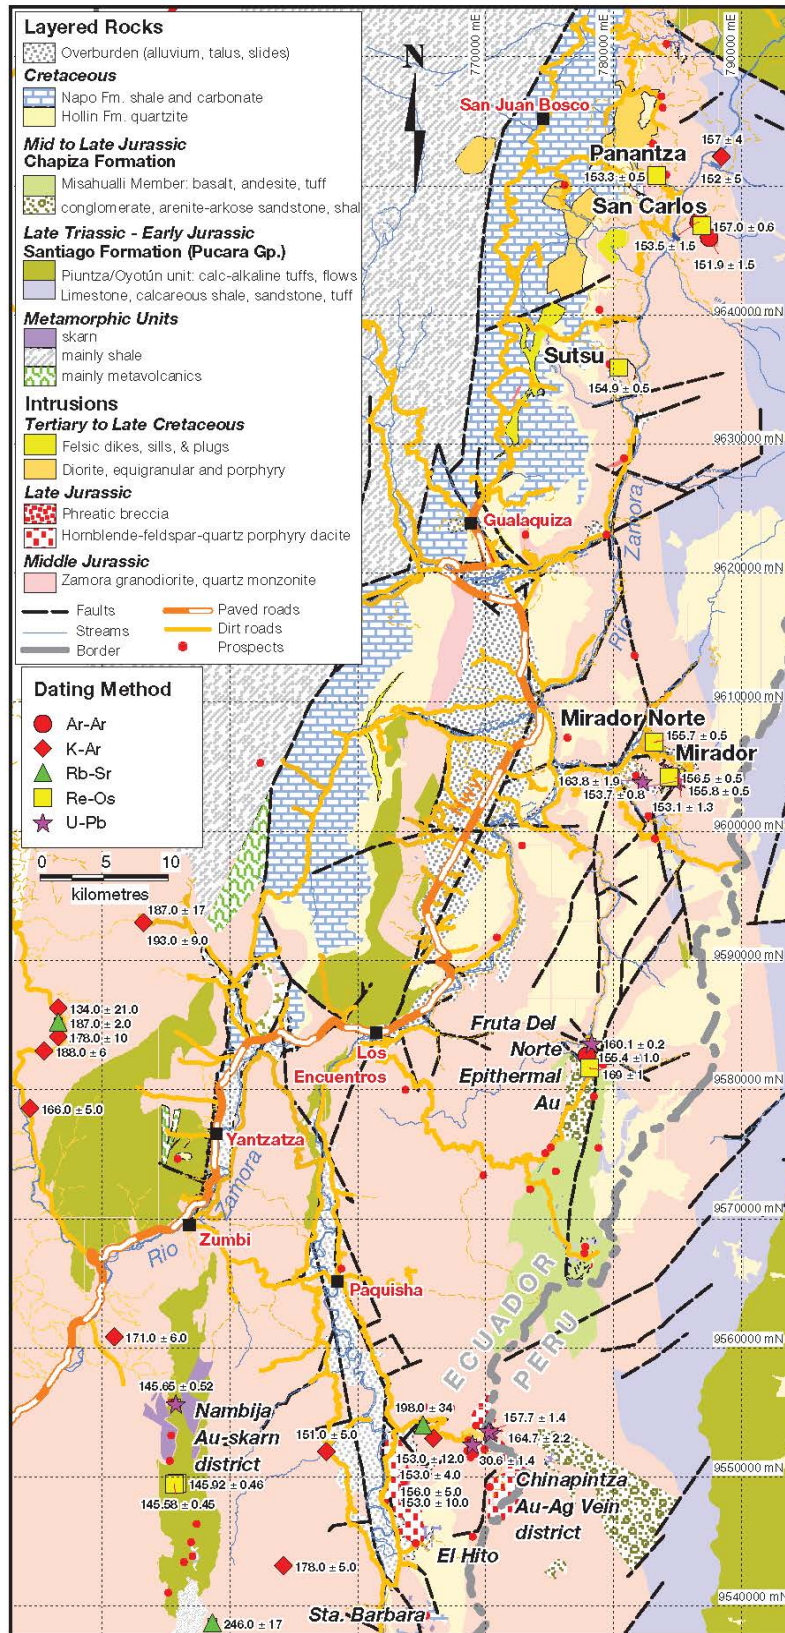 Layered Rocks
Overburden (alluvium, talus, slides)
Cretaceous
Napo Fm. shale and carbonate
Hollin Fm. quartzite
Mid to Late Jurassic
Chapiza Formation
Misahualli Member: basalt, andesite, tuff
conglomerate, arenite-arkose sandstone, shal
Late Triassic - Early Jurassic
Santiago Formation (Pucara Gp.)
Piuntza/Oyotún unit: calc-alkaline tuffs, flows
Limestone, calcareous shale, sandstone, tuff
Metamorphic Units
skarn
mainly shale
mainly metavolcanics
Intrusions
Tertiary to Late Cretaceous
Felsic dikes, sills, & plugs
Diorite, equigranular and porphyry
Late Jurassic
Phreatic breccia
Hornblende-feldspar-quartz porphyry dacite
Middle Jurassic
Zamora granodiorite, quartz monzonite
Faults
Paved roads
Streams
Dirt roads
Border
Prospects
Dating Method
Ar-Ar
K-Ar
Rb-Sr
Re-Os
U-Pb
0 5 10
kilometres
N
770000 mE
780000 mE
790000 mE
San Juan Bosco
157 ± 4
Panantza
153.3 ± 0.5
152 ± 5
San Carlos
157.0 ± 0.6
153.5 ± 1.5
151.9 ± 1.5
9640000 mN
Sutsu
154.9 ± 0.5
9630000 mN
Gualaquiza
Rio Zamora
9620000 mN
9610000 mN
Mirador Norte
155.7 ± 0.5
Mirador
163.8 ± 1.9
156.5 ± 0.5
153.7 ± 0.8
155.8 ± 0.5
153.1 ± 1.3
9600000 mN
187.0 ± 17
193.0 ± 9.0
9590000 mN
134.0 ± 21.0
187.0 ± 2.0
178.0 ± 10
188.0 ± 6
Los
Encuentros
Fruta Del
Norte
Epithermal
Au
160.1 ± 0.2
155.4 ± 1.0
169 ± 1
9580000 mN
166.0 ± 5.0
Yantzatza
Rio Zamora
9570000 mN
Zumbi
Paquisha
ECUADOR
PERU
9560000 mN
171.0 ± 6.0
145.65 ± 0.52
Nambija
Au-skarn
district
198.0 ± 34
157.7 ± 1.4
164.7 ± 2.2
151.0 ± 5.0
153.0 ± 12.0
30.6 ± 1.4
153.0 ± 4.0
156.0 ± 5.0
153.0 ± 10.0
9550000 mN
145.92 ± 0.46
145.58 ± 0.45
Chinapintza
Au-Ag Vein
district
El Hito
178.0 ± 5.0
Sta. Barbara
9540000 mN
246.0 ± 17